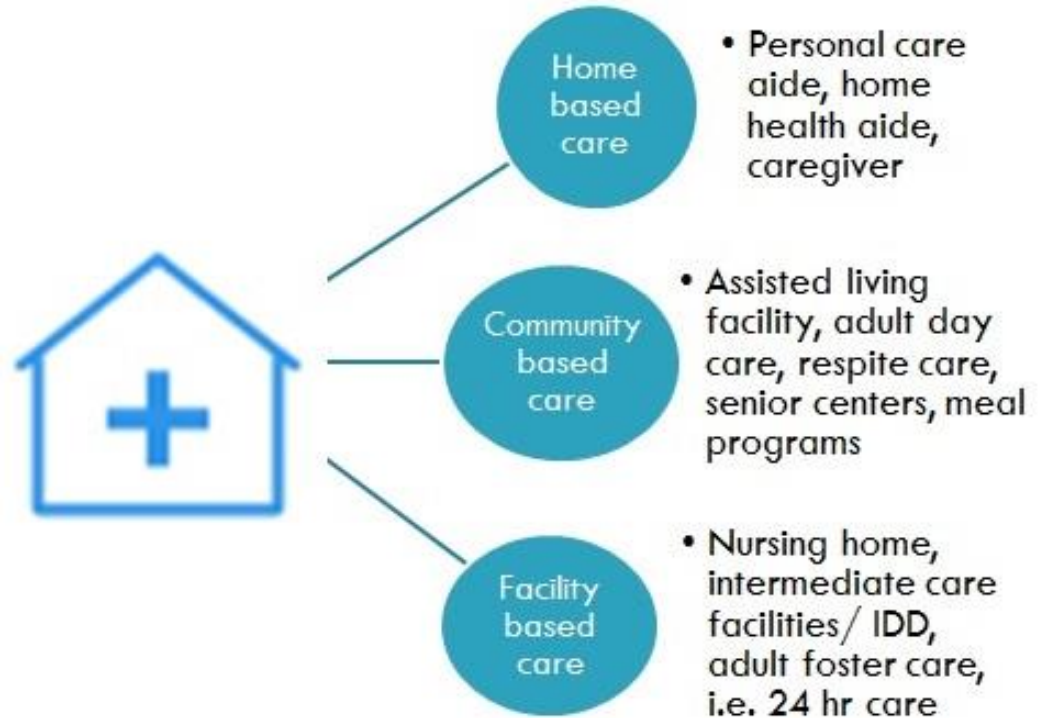 Home
based
care
• Personal care
aide, home
health aide,
caregiver
Community
based
care
• Assisted living
facility, adult day
care, respite care,
senior centers, meal
programs
Facility
based
care
• Nursing home,
intermediate care
facilities/ IDD,
adult foster care,
i.e. 24 hr care